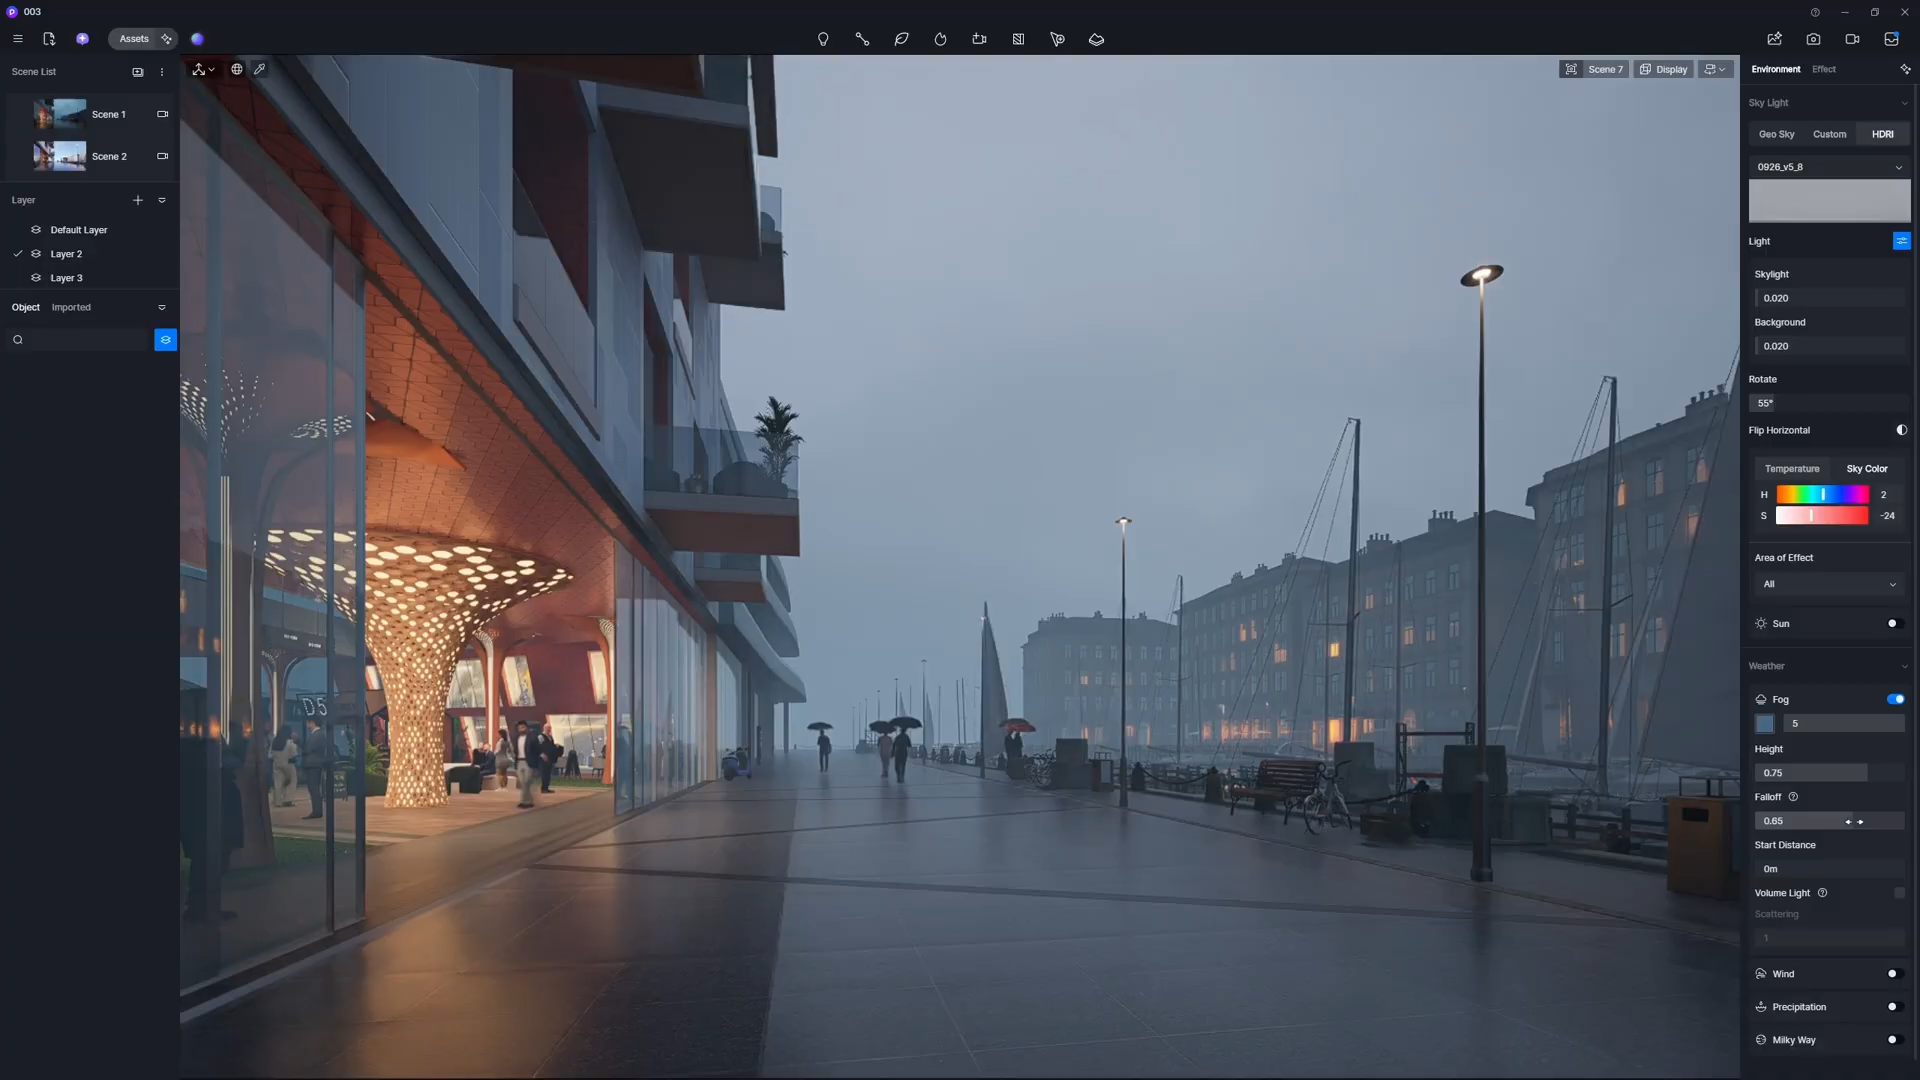 003
Assets
Scene List
Scene 1
Scene 2
Layer
Default Layer
Layer 2
Layer 3
Object Imported
Scene 7 Display
D5
Environment Effect
Sky Light
Geo Sky Custom HDRI
0926_v5_8
Light
Skylight
0.020
Background
0.020
Rotate
55°
Flip Horizontal
Temperature Sky Color
H 2
S -24
Area of Effect
All
Sun
Weather
Fog
5
Height
0.75
Falloff
0.65
Start Distance
0m
Volume Light
Scattering
1
Wind
Precipitation
Milky Way